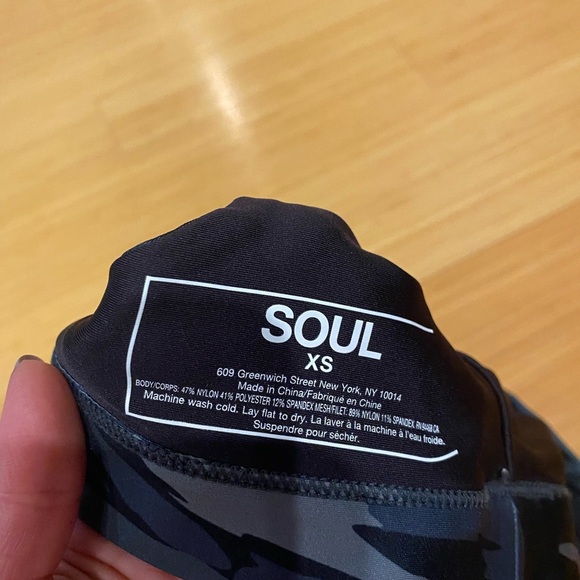 SOUL
XS
609 Greenwich Street New York, NY 10014
Made in China/Fabriqué en Chine
BODY/CORPS: 47% NYLON 41% POLYESTER 12% SPANDEX MESH/FILET: 89% NYLON 11% SPANDEX. CA
Machine wash cold. Lay flat to dry. La laver à la machine à l'eau froide.
Suspendre pour sécher.